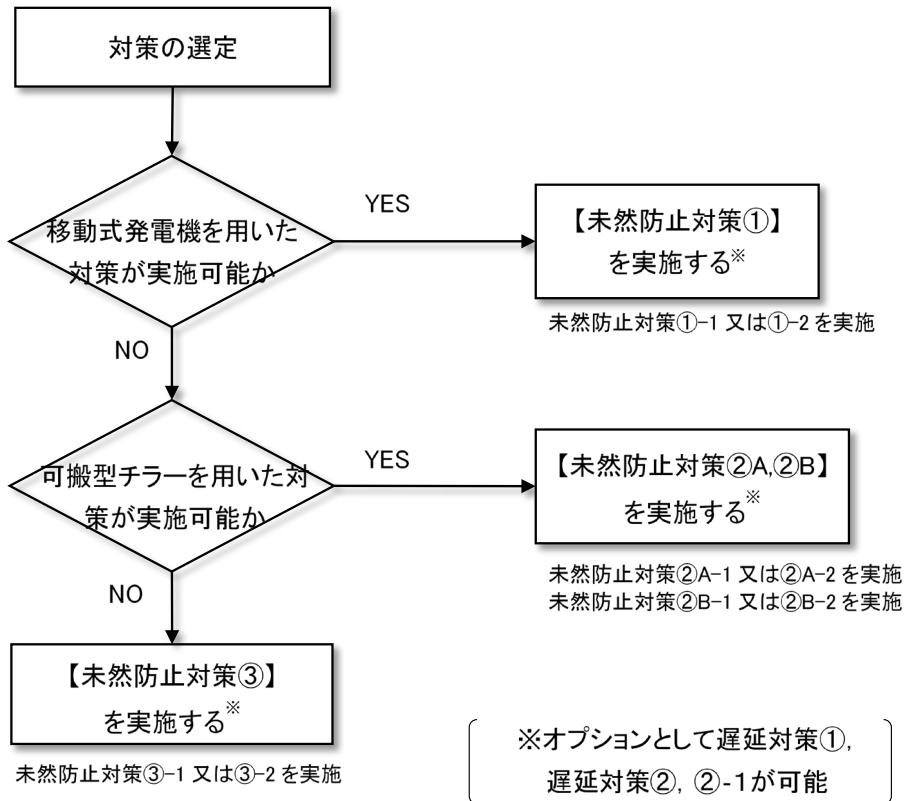 対策の選定
移動式発電機を用いた
対策が実施可能か
YES
【未然防止対策①】
を実施する※
未然防止対策①-1 又は①-2 を実施
NO
可搬型チラーを用いた対
策が実施可能か
YES
【未然防止対策②A,②B】
を実施する※
未然防止対策②A-1 又は②A-2 を実施
未然防止対策②B-1 又は②B-2 を実施
NO
【未然防止対策③】
を実施する※
未然防止対策③-1 又は③-2 を実施
※オプションとして遅延対策①,
遅延対策②, ②-1が可能